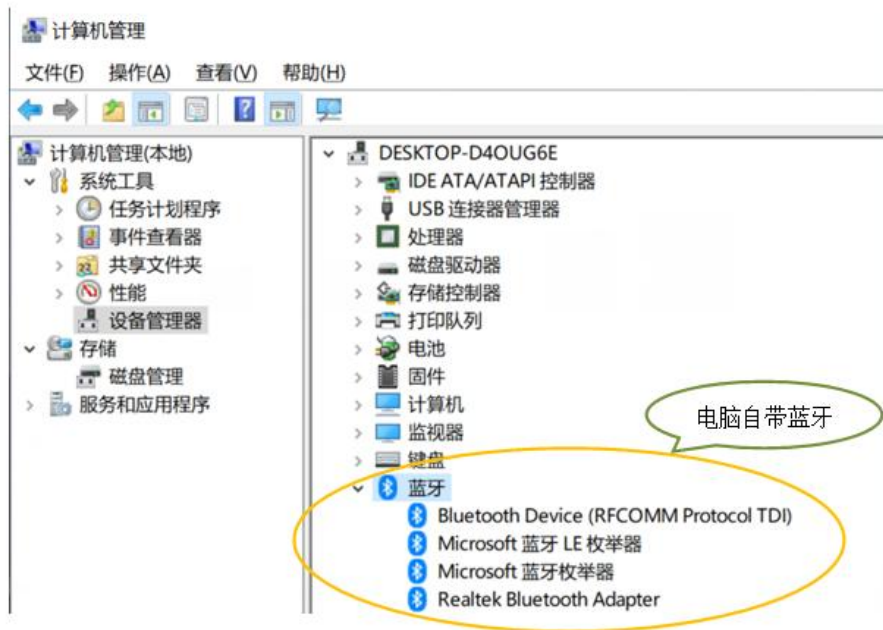 计算机管理
文件(F) 操作(A) 查看(V) 帮助(H)
计算机管理(本地)
系统工具
任务计划程序
事件查看器
共享文件夹
性能
设备管理器
存储
磁盘管理
服务和应用程序
DESKTOP-D4OUG6E
IDE ATA/ATAPI 控制器
USB 连接器管理器
处理器
磁盘驱动器
存储控制器
打印队列
电池
固件
计算机
监视器
键盘
蓝牙
Bluetooth Device (RFCOMM Protocol TDI)
Microsoft 蓝牙 LE 枚举器
Microsoft 蓝牙枚举器
Realtek Bluetooth Adapter
电脑自带蓝牙